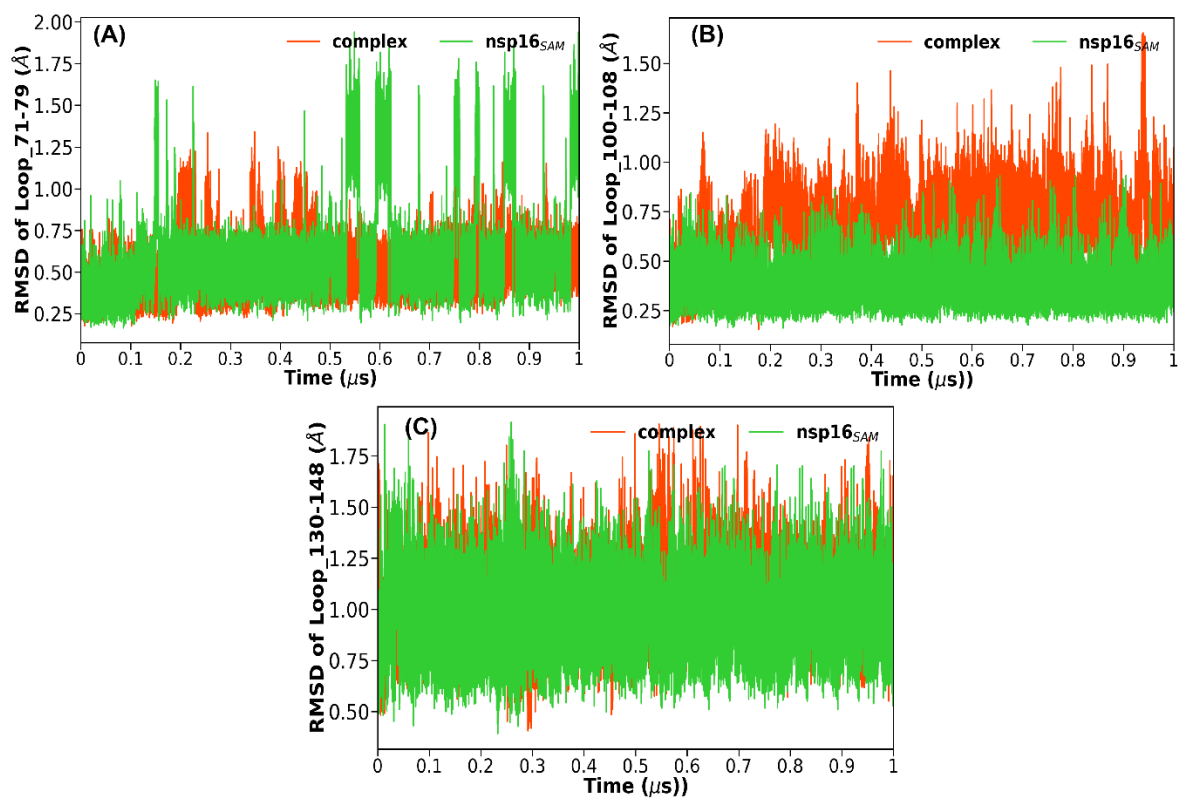 (A)
complex
nsp16SAM
RMSD of Loop_71-79 (Å)
2.00
1.75
1.50
1.25
1.00
0.75
0.50
0.25
0 0.1 0.2 0.3 0.4 0.5 0.6 0.7 0.8 0.9 1
Time (μs)
(B)
complex
nsp16SAM
RMSD of Loop_100-108 (Å)
1.50
1.25
1.00
0.75
0.50
0.25
0 0.1 0.2 0.3 0.4 0.5 0.6 0.7 0.8 0.9 1
Time (μs))
(C)
complex
nsp16SAM
RMSD of Loop_130-148 (Å)
1.75
1.50
1.25
1.00
0.75
0.50
0 0.1 0.2 0.3 0.4 0.5 0.6 0.7 0.8 0.9 1
Time (μs))